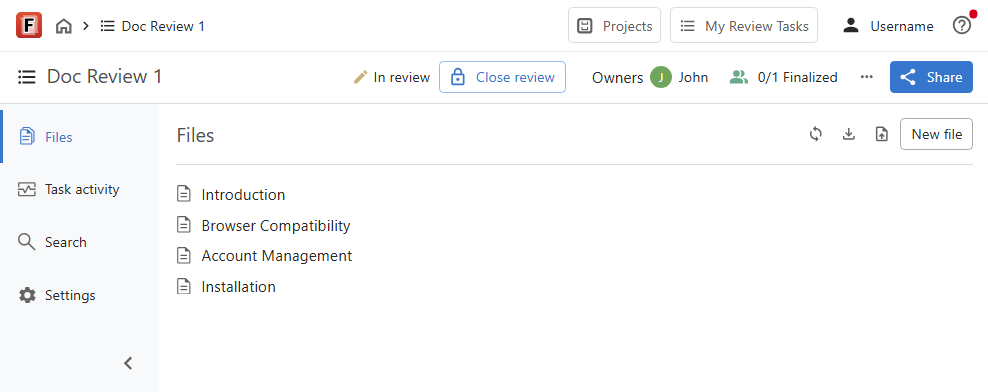 F Doc Review 1 Projects My Review Tasks Username
Doc Review 1 In review Close review Owners J John 0/1 Finalized Share
Files
Files New file
Task activity
Introduction
Browser Compatibility
Search
Account Management
Settings
Installation